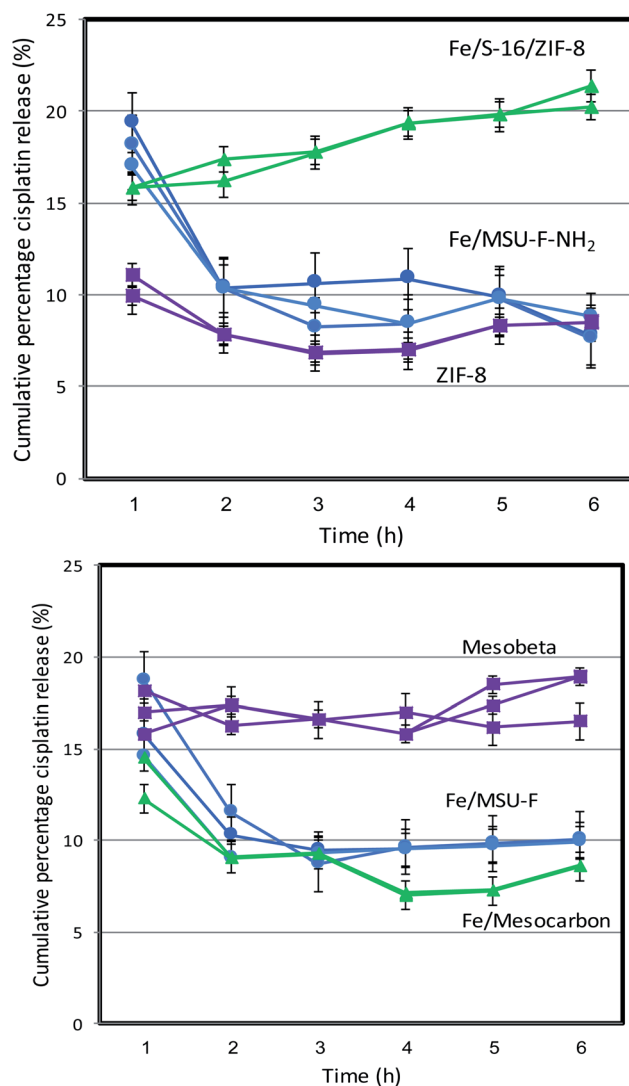 25
20
15
10
5
0
Cumulative percentage cisplatin release (%)
Fe/S-16/ZIF-8
Fe/MSU-F-NH₂
ZIF-8
1 2 3 4 5 6
Time (h)
25
20
15
10
5
0
Cumulative percentage cisplatin release (%)
Mesobeta
Fe/MSU-F
Fe/Mesocarbon
1 2 3 4 5 6
Time (h)